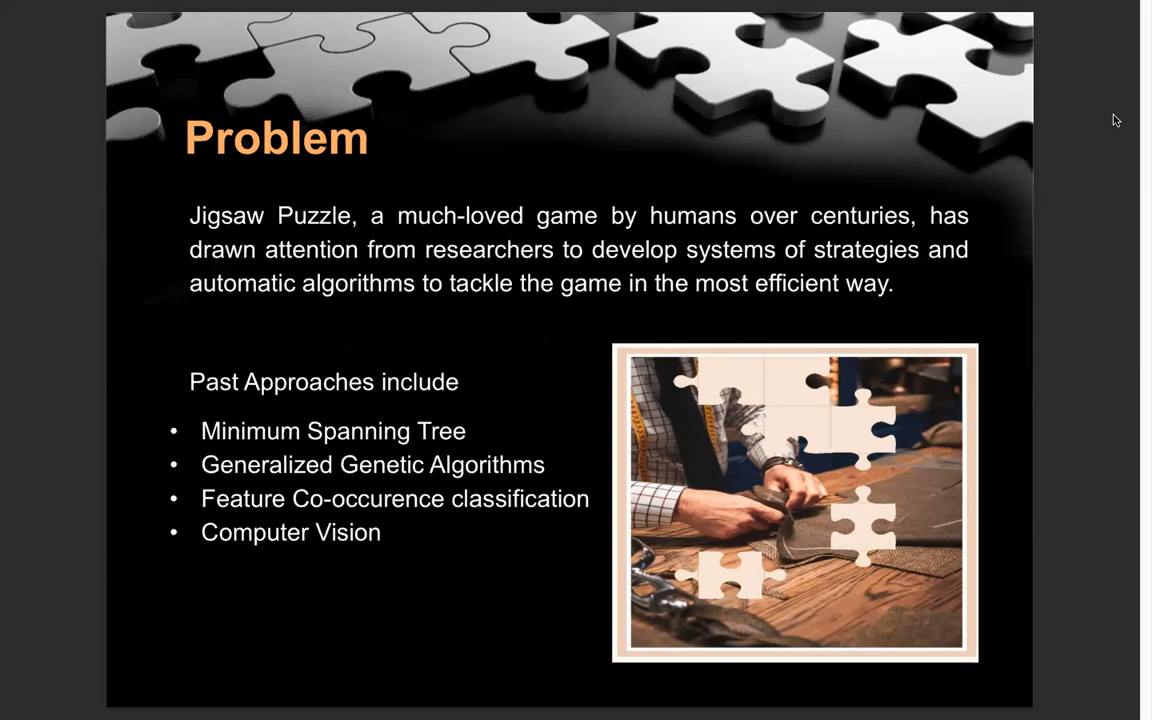 Problem
Jigsaw Puzzle, a much-loved game by humans over centuries, has
drawn attention from researchers to develop systems of strategies and
automatic algorithms to tackle the game in the most efficient way.
Past Approaches include
• Minimum Spanning Tree
• Generalized Genetic Algorithms
• Feature Co-occurence classification
• Computer Vision